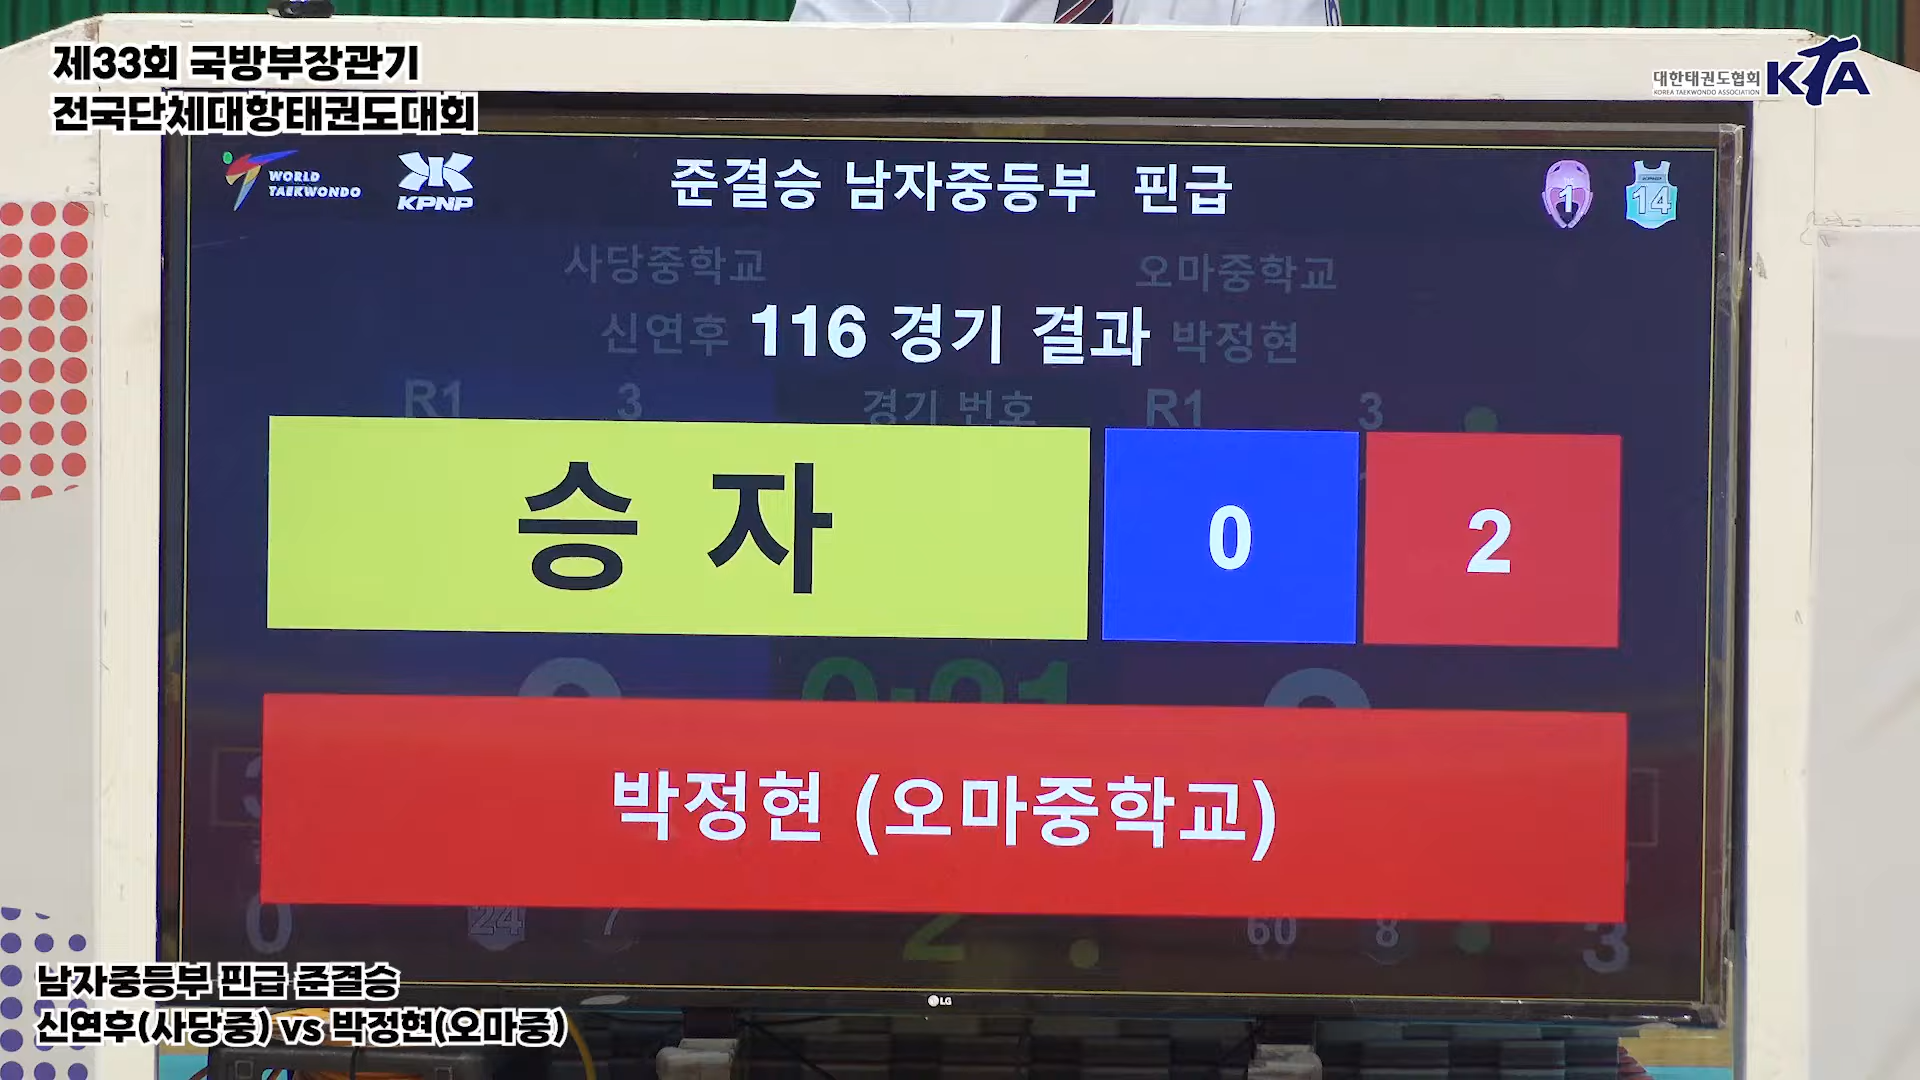 제33회 국방부장관기
전국단체대항태권도대회
대한태권도협회
KOREA TAEKWONDO ASSOCIATION
KTA
WORLD
TAEKWONDO
KPNP
준결승 남자중등부 핀급
1
14
사당중학교
오마중학교
신연후
116 경기 결과
박정현
R1
3
경기 번호
R1
3
승 자
0
2
0:01
박정현 (오마중학교)
0
24
7
2
60
8
3
LG
남자중등부 핀급 준결승
신연후(사당중) vs 박정현(오마중)